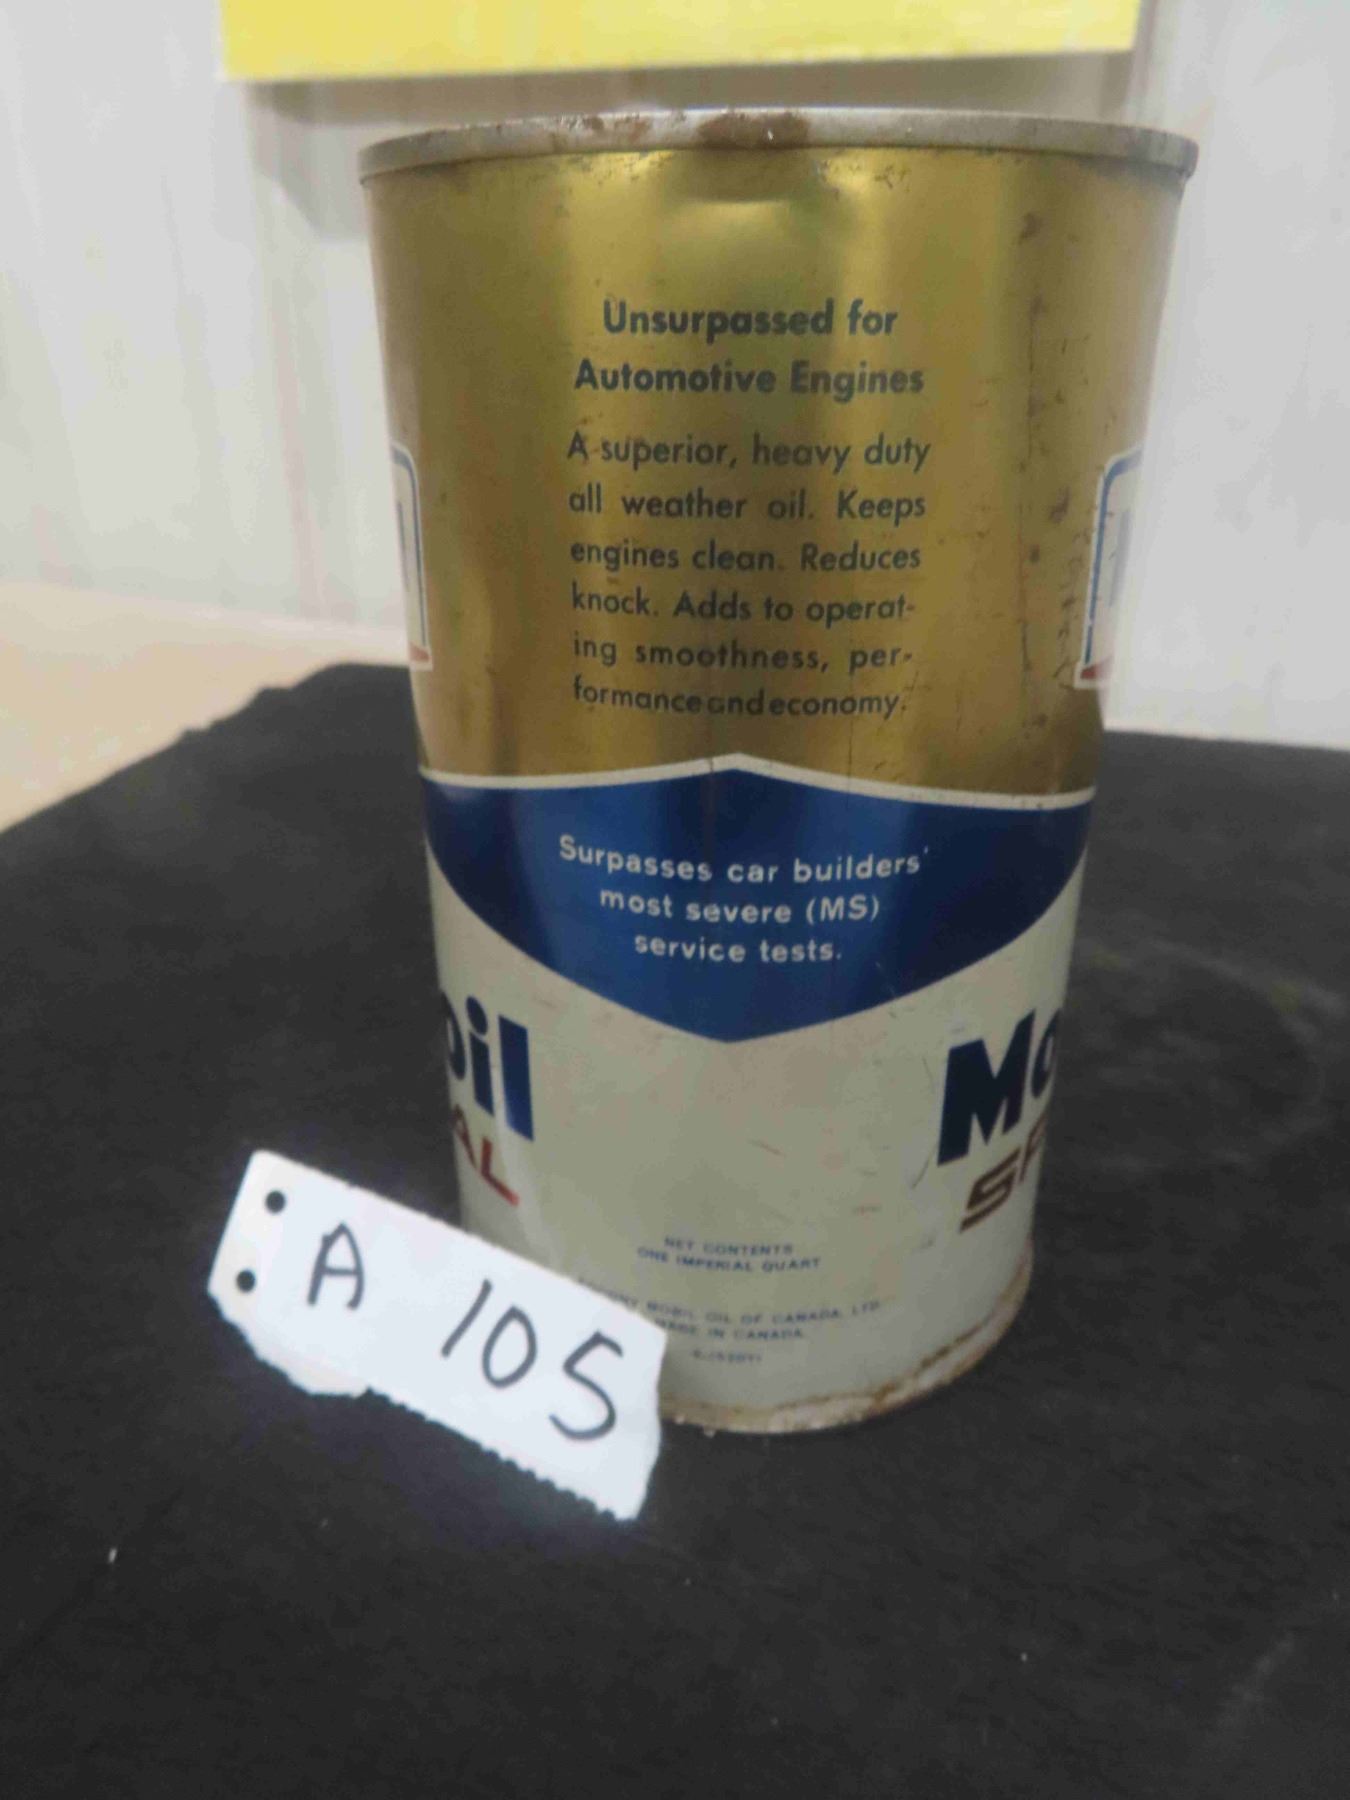 Unsurpassed for
Automotive Engines
A superior, heavy duty
all weather oil. Keeps
engines clean. Reduces
knock. Adds to operat-
ing smoothness, per-
formance and economy.
Surpasses car builders'
most severe (MS)
service tests.
oil
Mo
AL
SP
NET CONTENTS
ONE IMPERIAL QUART
MOBIL OIL OF CANADA, LTD.
MADE IN CANADA
A 105